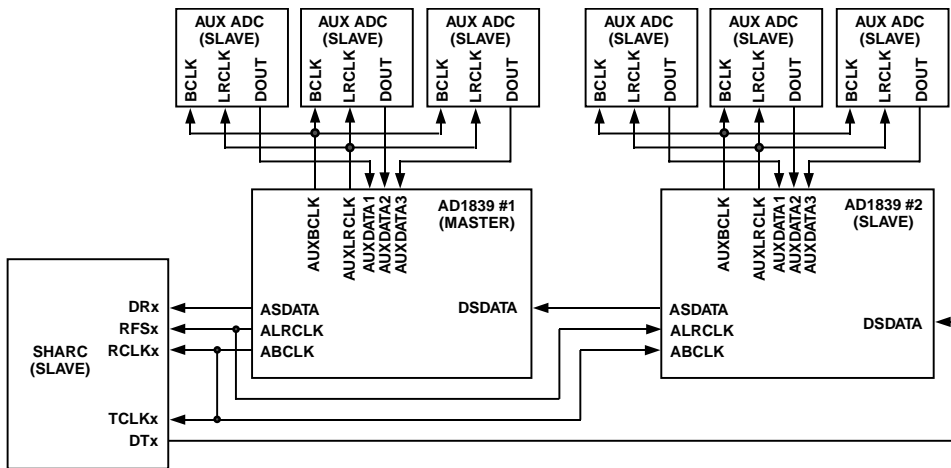 AUX ADC
(SLAVE)
BCLK
LRCLK
DOUT
AUX ADC
(SLAVE)
BCLK
LRCLK
DOUT
AUX ADC
(SLAVE)
BCLK
LRCLK
DOUT
AUX ADC
(SLAVE)
BCLK
LRCLK
DOUT
AUX ADC
(SLAVE)
BCLK
LRCLK
DOUT
AUX ADC
(SLAVE)
BCLK
LRCLK
DOUT
AUXBCLK
AUXLRCLK
AUXDATA1
AUXDATA2
AUXDATA3
AD1839 #1
(MASTER)
ASDATA
ALRCLK
ABCLK
DSDATA
AUXBCLK
AUXLRCLK
AUXDATA1
AUXDATA2
AUXDATA3
AD1839 #2
(SLAVE)
ASDATA
ALRCLK
ABCLK
DSDATA
SHARC
(SLAVE)
DRx
RFSx
RCLKx
TCLKx
DTx